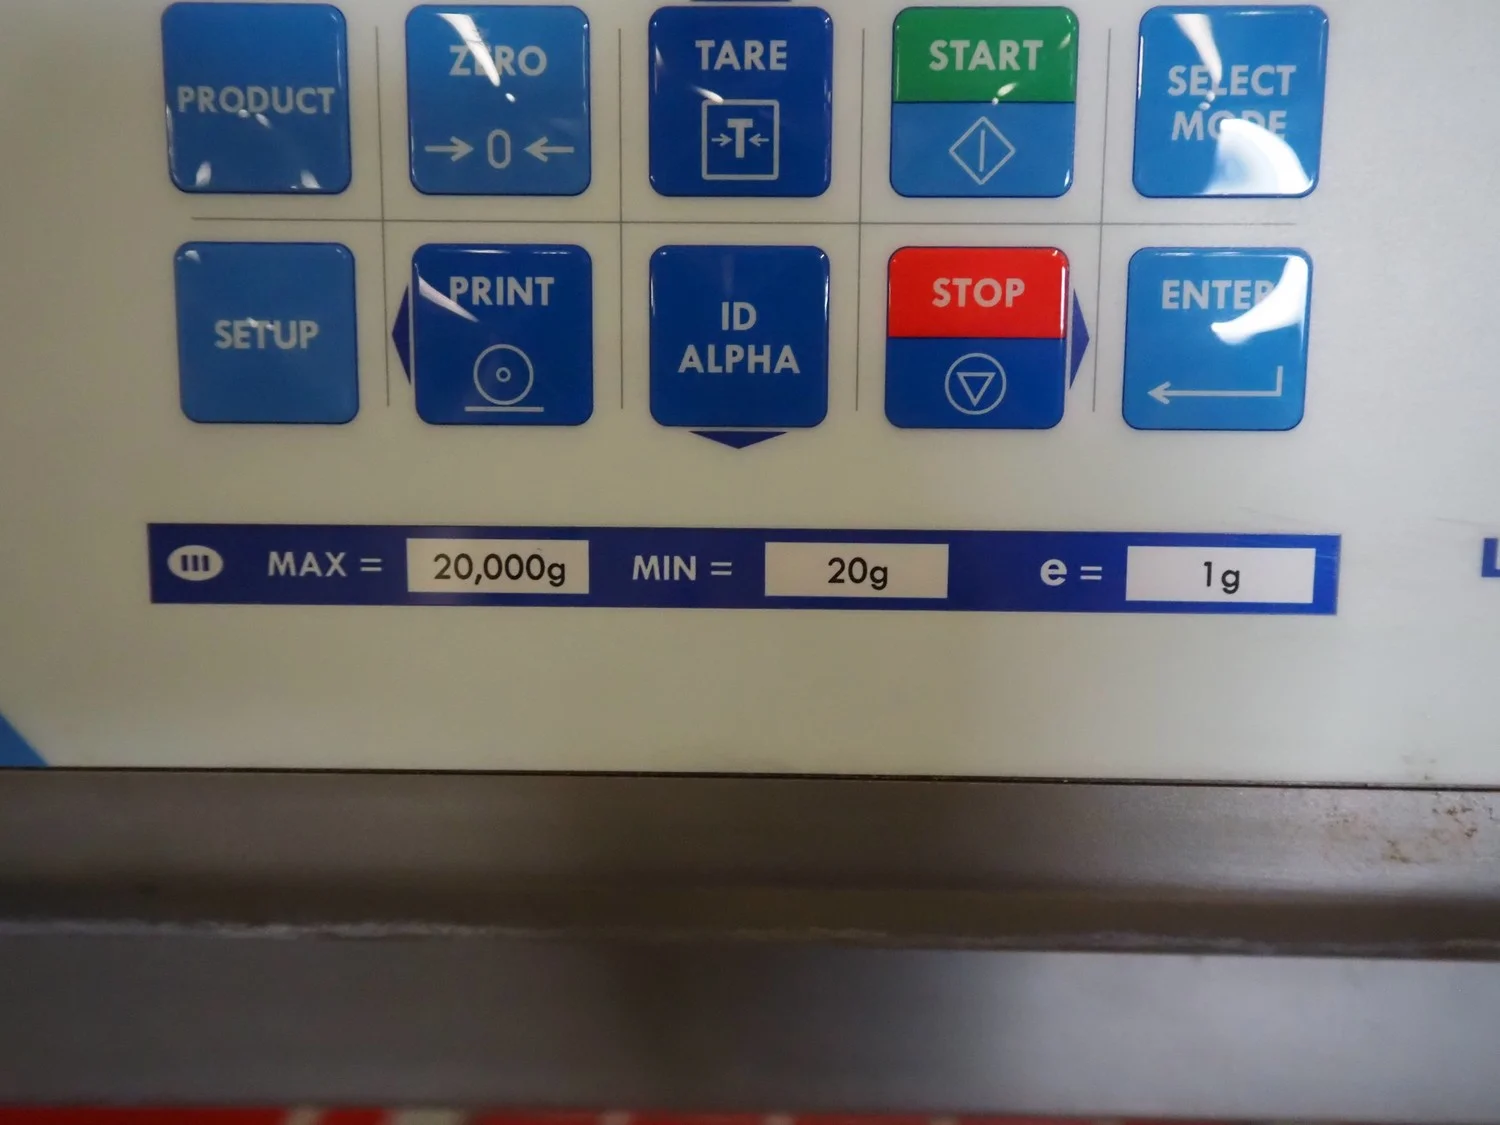 PRODUCT
ZERO
→0←
TARE
T
START
SELECT
MODE
SETUP
PRINT
ID
ALPHA
STOP
ENTER
III MAX = 20,000g MIN = 20g e = 1g